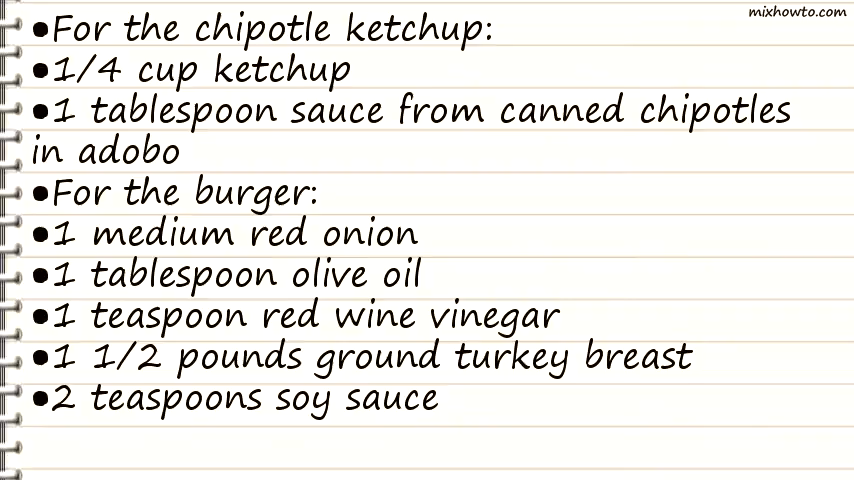 mixhowto.com
•For the chipotle ketchup:
•1/4 cup ketchup
•1 tablespoon sauce from canned chipotles
in adobo
•For the burger:
•1 medium red onion
•1 tablespoon olive oil
•1 teaspoon red wine vinegar
•1 1/2 pounds ground turkey breast
•2 teaspoons soy sauce